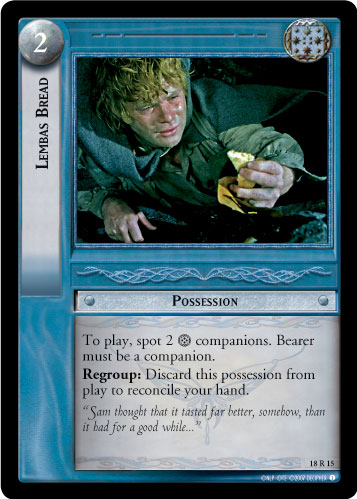 2
LEMBAS BREAD
POSSESSION
To play, spot 2 companions. Bearer
must be a companion.
Regroup: Discard this possession from
play to reconcile your hand.
“Sam thought that it tasted far better, somehow, than
it had for a good while...”
18 R 15